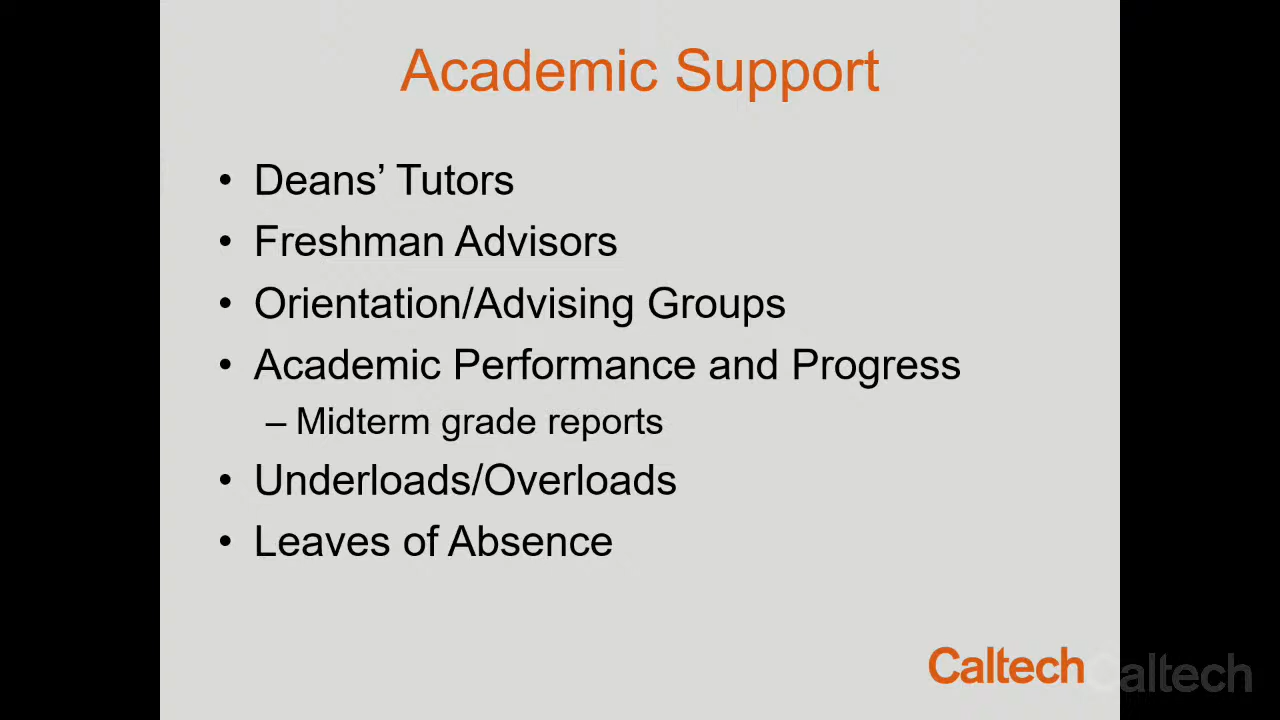 Academic Support
• Deans’ Tutors
• Freshman Advisors
• Orientation/Advising Groups
• Academic Performance and Progress
– Midterm grade reports
• Underloads/Overloads
• Leaves of Absence
Caltech
Caltech